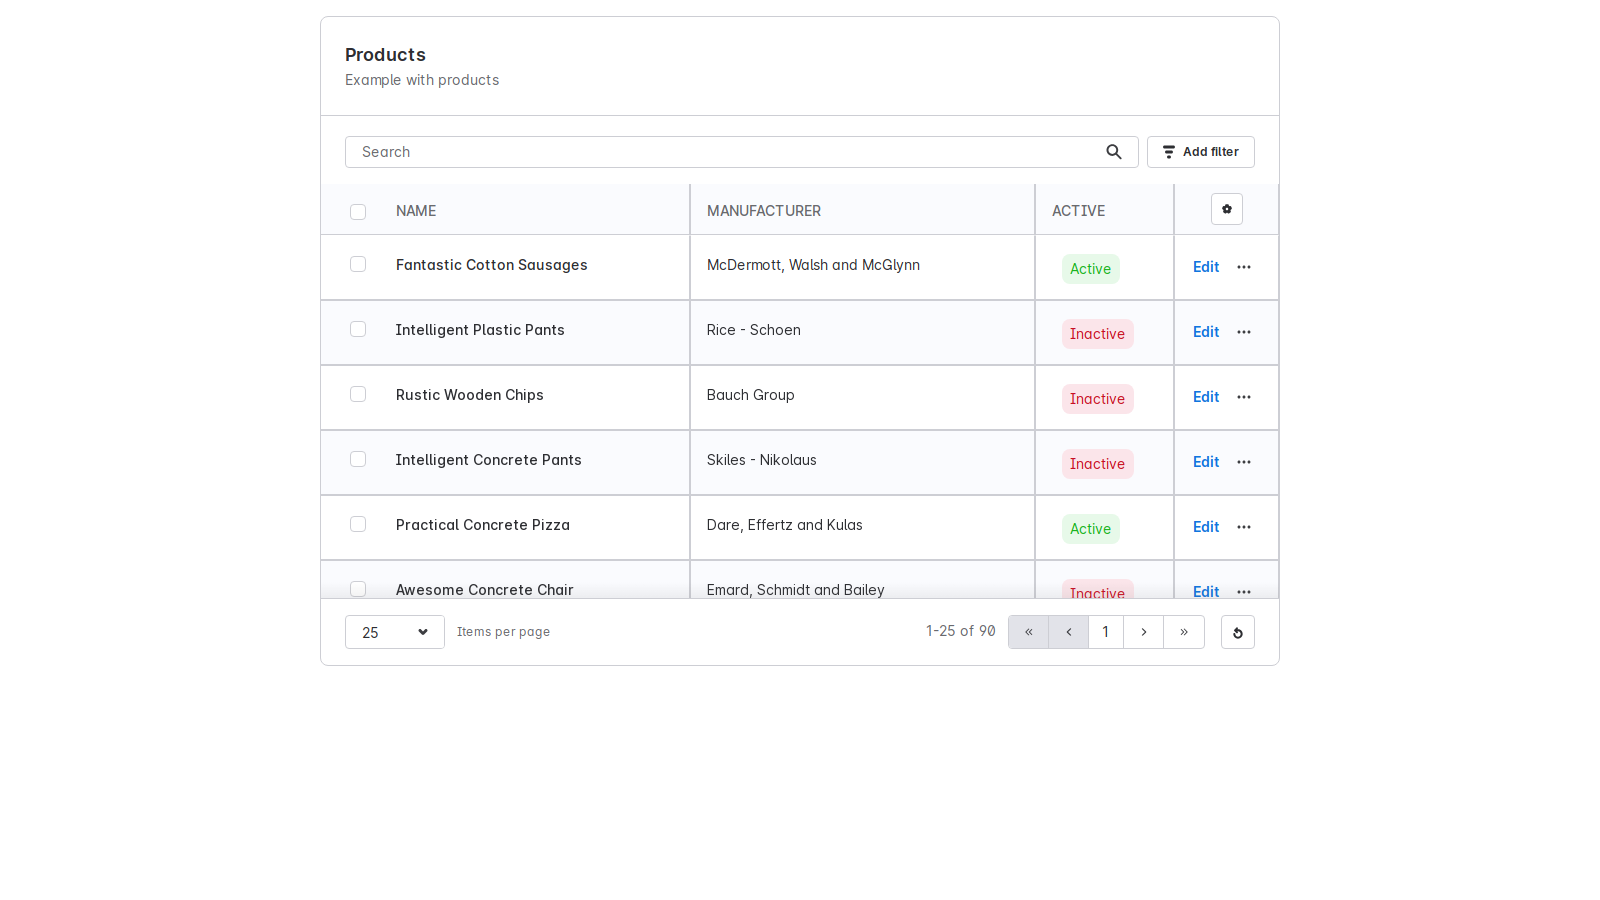 Products
Example with products
Search
Add filter
NAME MANUFACTURER ACTIVE
Fantastic Cotton Sausages McDermott, Walsh and McGlynn Active Edit
Intelligent Plastic Pants Rice - Schoen Inactive Edit
Rustic Wooden Chips Bauch Group Inactive Edit
Intelligent Concrete Pants Skiles - Nikolaus Inactive Edit
Practical Concrete Pizza Dare, Effertz and Kulas Active Edit
Awesome Concrete Chair Emard, Schmidt and Bailey Inactive Edit
25 Items per page 1-25 of 90 « ‹ 1 › »